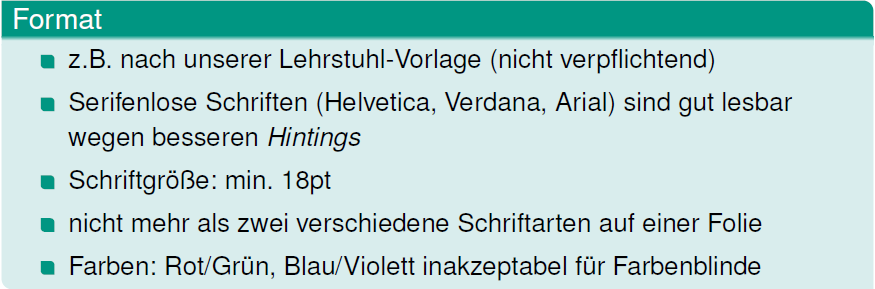 Format
z.B. nach unserer Lehrstuhl-Vorlage (nicht verpflichtend)
Serifenlose Schriften (Helvetica, Verdana, Arial) sind gut lesbar
wegen besseren Hintings
Schriftgröße: min. 18pt
nicht mehr als zwei verschiedene Schriftarten auf einer Folie
Farben: Rot/Grün, Blau/Violett inakzeptabel für Farbenblinde